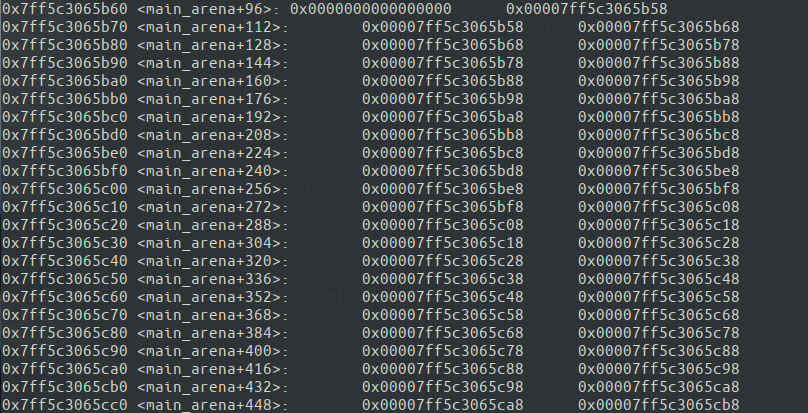 0x7ff5c3065b60 <main_arena+96>: 0x0000000000000000 0x00007ff5c3065b58
0x7ff5c3065b70 <main_arena+112>: 0x00007ff5c3065b58 0x00007ff5c3065b68
0x7ff5c3065b80 <main_arena+128>: 0x00007ff5c3065b68 0x00007ff5c3065b78
0x7ff5c3065b90 <main_arena+144>: 0x00007ff5c3065b78 0x00007ff5c3065b88
0x7ff5c3065ba0 <main_arena+160>: 0x00007ff5c3065b88 0x00007ff5c3065b98
0x7ff5c3065bb0 <main_arena+176>: 0x00007ff5c3065b98 0x00007ff5c3065ba8
0x7ff5c3065bc0 <main_arena+192>: 0x00007ff5c3065ba8 0x00007ff5c3065bb8
0x7ff5c3065bd0 <main_arena+208>: 0x00007ff5c3065bb8 0x00007ff5c3065bc8
0x7ff5c3065be0 <main_arena+224>: 0x00007ff5c3065bc8 0x00007ff5c3065bd8
0x7ff5c3065bf0 <main_arena+240>: 0x00007ff5c3065bd8 0x00007ff5c3065be8
0x7ff5c3065c00 <main_arena+256>: 0x00007ff5c3065be8 0x00007ff5c3065bf8
0x7ff5c3065c10 <main_arena+272>: 0x00007ff5c3065bf8 0x00007ff5c3065c08
0x7ff5c3065c20 <main_arena+288>: 0x00007ff5c3065c08 0x00007ff5c3065c18
0x7ff5c3065c30 <main_arena+304>: 0x00007ff5c3065c18 0x00007ff5c3065c28
0x7ff5c3065c40 <main_arena+320>: 0x00007ff5c3065c28 0x00007ff5c3065c38
0x7ff5c3065c50 <main_arena+336>: 0x00007ff5c3065c38 0x00007ff5c3065c48
0x7ff5c3065c60 <main_arena+352>: 0x00007ff5c3065c48 0x00007ff5c3065c58
0x7ff5c3065c70 <main_arena+368>: 0x00007ff5c3065c58 0x00007ff5c3065c68
0x7ff5c3065c80 <main_arena+384>: 0x00007ff5c3065c68 0x00007ff5c3065c78
0x7ff5c3065c90 <main_arena+400>: 0x00007ff5c3065c78 0x00007ff5c3065c88
0x7ff5c3065ca0 <main_arena+416>: 0x00007ff5c3065c88 0x00007ff5c3065c98
0x7ff5c3065cb0 <main_arena+432>: 0x00007ff5c3065c98 0x00007ff5c3065ca8
0x7ff5c3065cc0 <main_arena+448>: 0x00007ff5c3065ca8 0x00007ff5c3065cb8